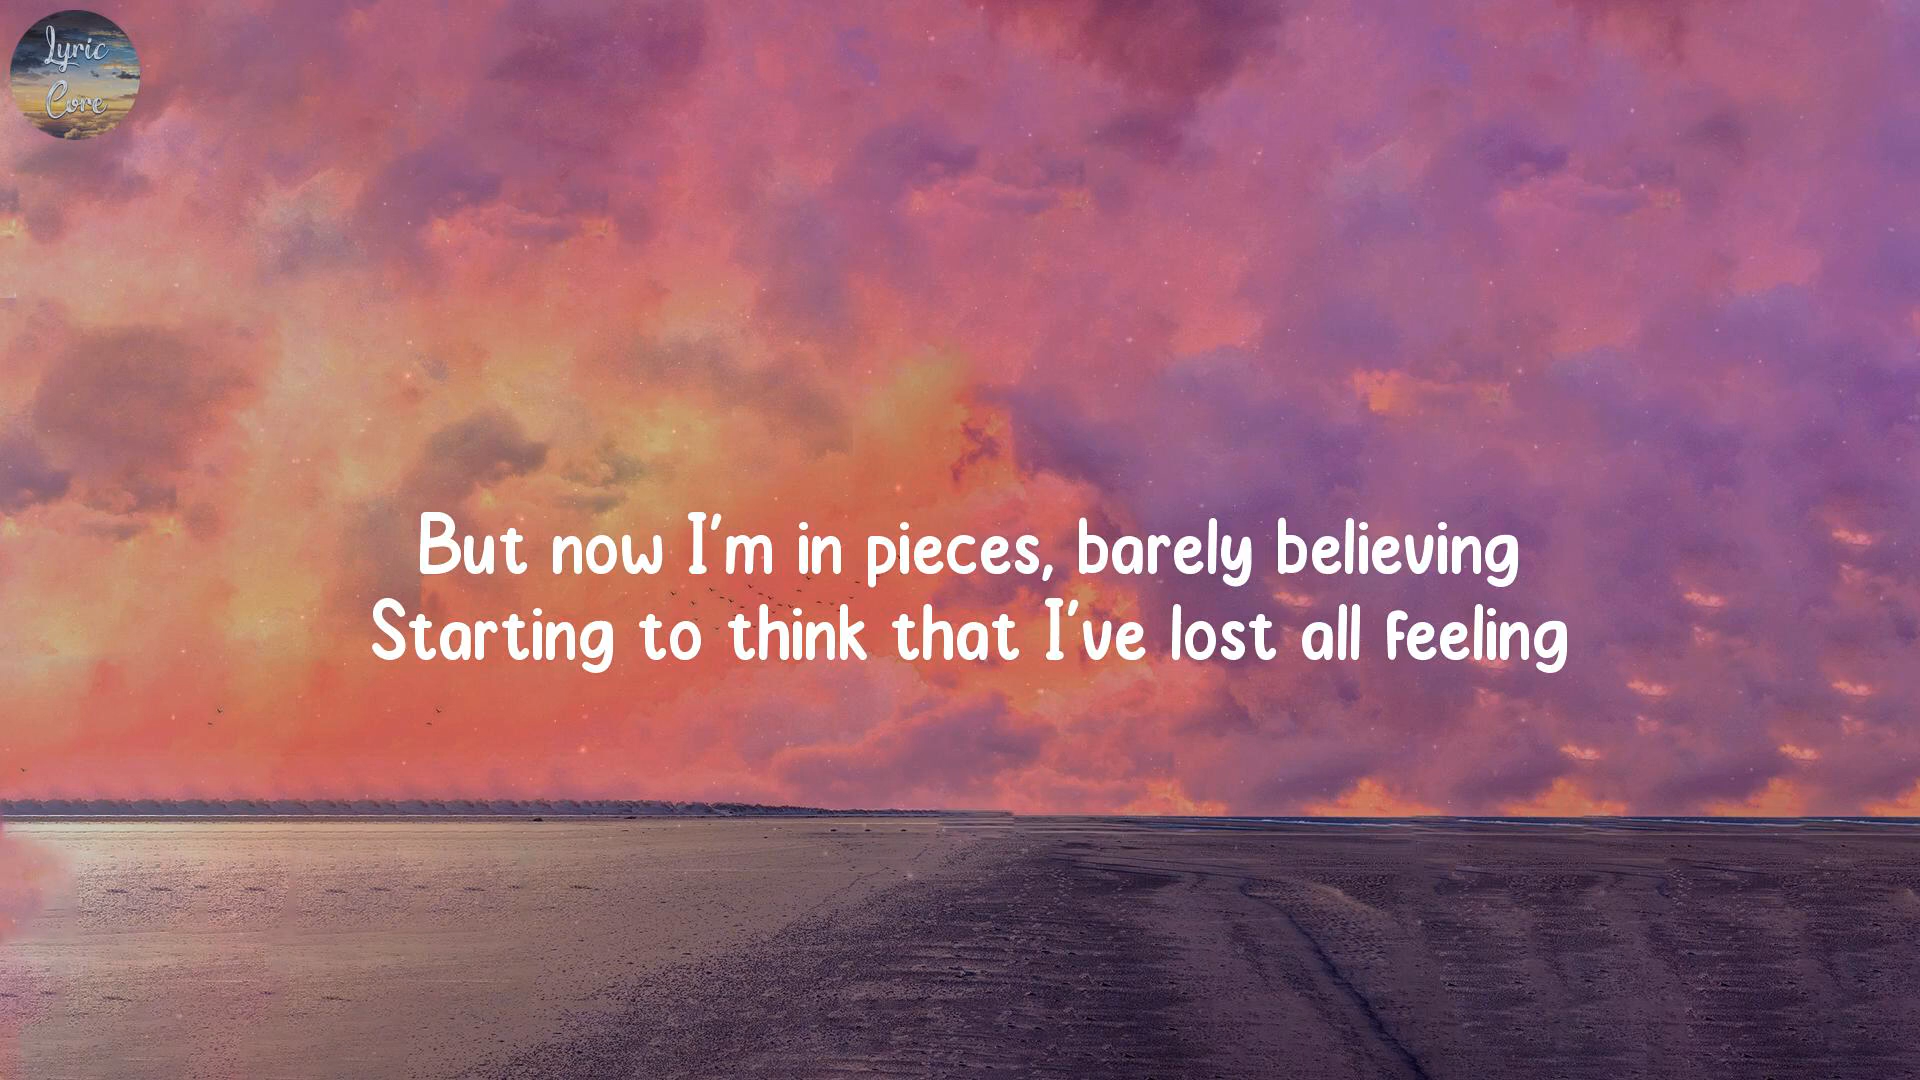 Lyric
Core
But now I'm in pieces, barely believing
Starting to think that I've lost all feeling